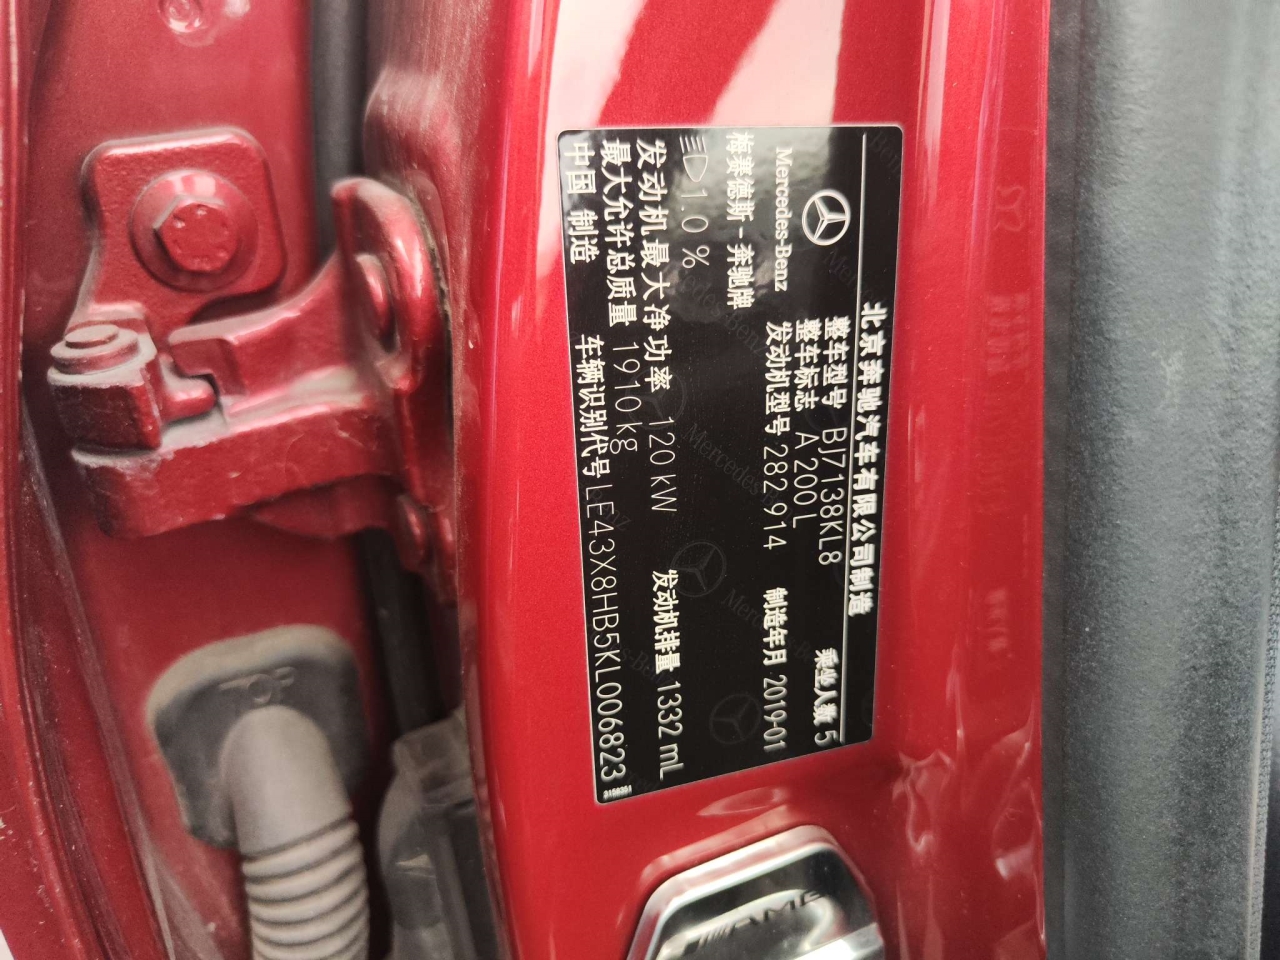 北京奔驰汽车有限公司制造
Mercedes-Benz
梅赛德斯-奔驰牌
整车型号 BJ7138KL8
乘坐人数 5
整车标志 A 200 L
发动机型号 282 914
制造年月 2019-01
1.0 %
发动机最大净功率 120 kW
发动机排量 1332 mL
最大允许总质量 1910 kg
中国 制造
车辆识别代号 LE43X8HB5KL006823
3158351
TOP
AMG